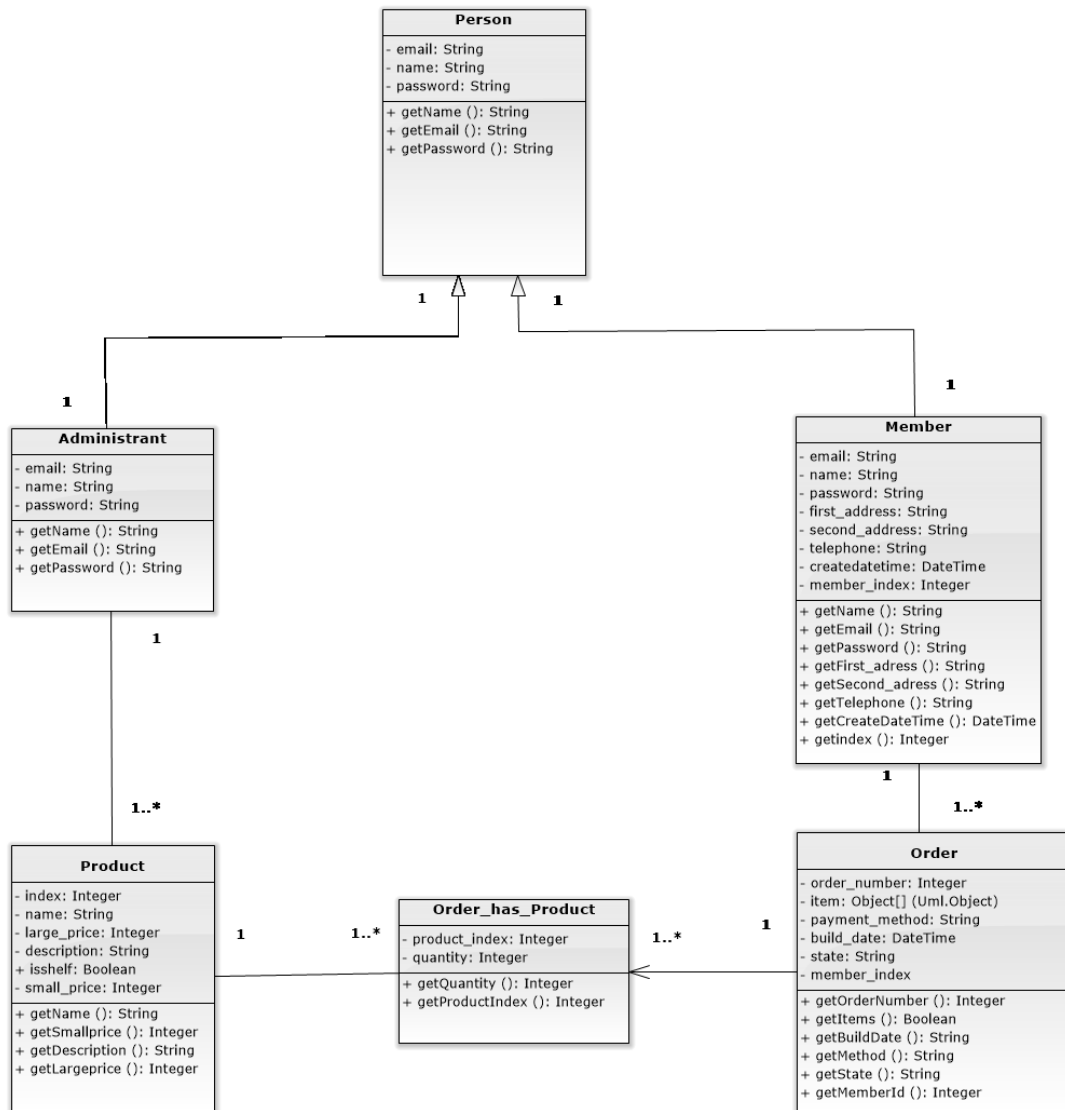 Person
- email: String
- name: String
- password: String
+ getName (): String
+ getEmail (): String
+ getPassword (): String
1
1
1
1
Administrant
- email: String
- name: String
- password: String
+ getName (): String
+ getEmail (): String
+ getPassword (): String
Member
- email: String
- name: String
- password: String
- first_address: String
- second_address: String
- telephone: String
- createdatetime: DateTime
- member_index: Integer
+ getName (): String
+ getEmail (): String
+ getPassword (): String
+ getFirst_adress (): String
+ getSecond_adress (): String
+ getTelephone (): String
+ getCreateDateTime (): DateTime
+ getindex (): Integer
1
1..*
1
1..*
Product
- index: Integer
- name: String
- large_price: Integer
- description: String
+ isshelf: Boolean
- small_price: Integer
+ getName (): String
+ getSmallprice (): Integer
+ getDescription (): String
+ getLargeprice (): Integer
1
1..*
Order_has_Product
- product_index: Integer
- quantity: Integer
+ getQuantity (): Integer
+ getProductIndex (): Integer
1..*
1
Order
- order_number: Integer
- item: Object[] (Uml.Object)
- payment_method: String
- build_date: DateTime
- state: String
- member_index
+ getOrderNumber (): Integer
+ getItems (): Boolean
+ getBuildDate (): String
+ getMethod (): String
+ getState (): String
+ getMemberId (): Integer